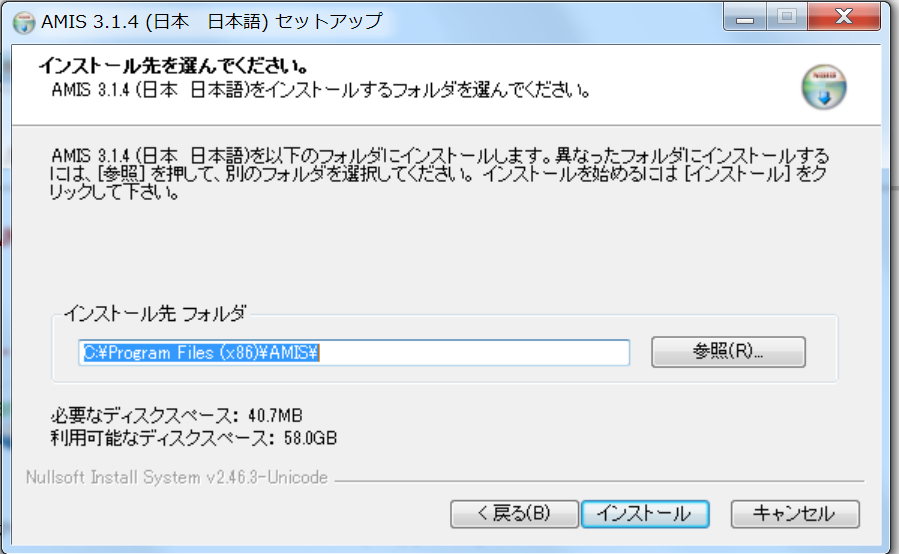 AMIS 3.1.4 (日本　日本語) セットアップ
インストール先を選んでください。
AMIS 3.1.4 (日本　日本語)をインストールするフォルダを選んでください。
AMIS 3.1.4 (日本　日本語)を以下のフォルダにインストールします。異なったフォルダにインストールする
には、[参照] を押して、別のフォルダを選択してください。 インストールを始めるには [インストール] をク
リックして下さい。
インストール先 フォルダ
C:¥Program Files (x86)¥AMIS¥
参照(R)...
必要なディスクスペース: 40.7MB
利用可能なディスクスペース: 58.0GB
Nullsoft Install System v2.46.3-Unicode
< 戻る(B)
インストール
キャンセル